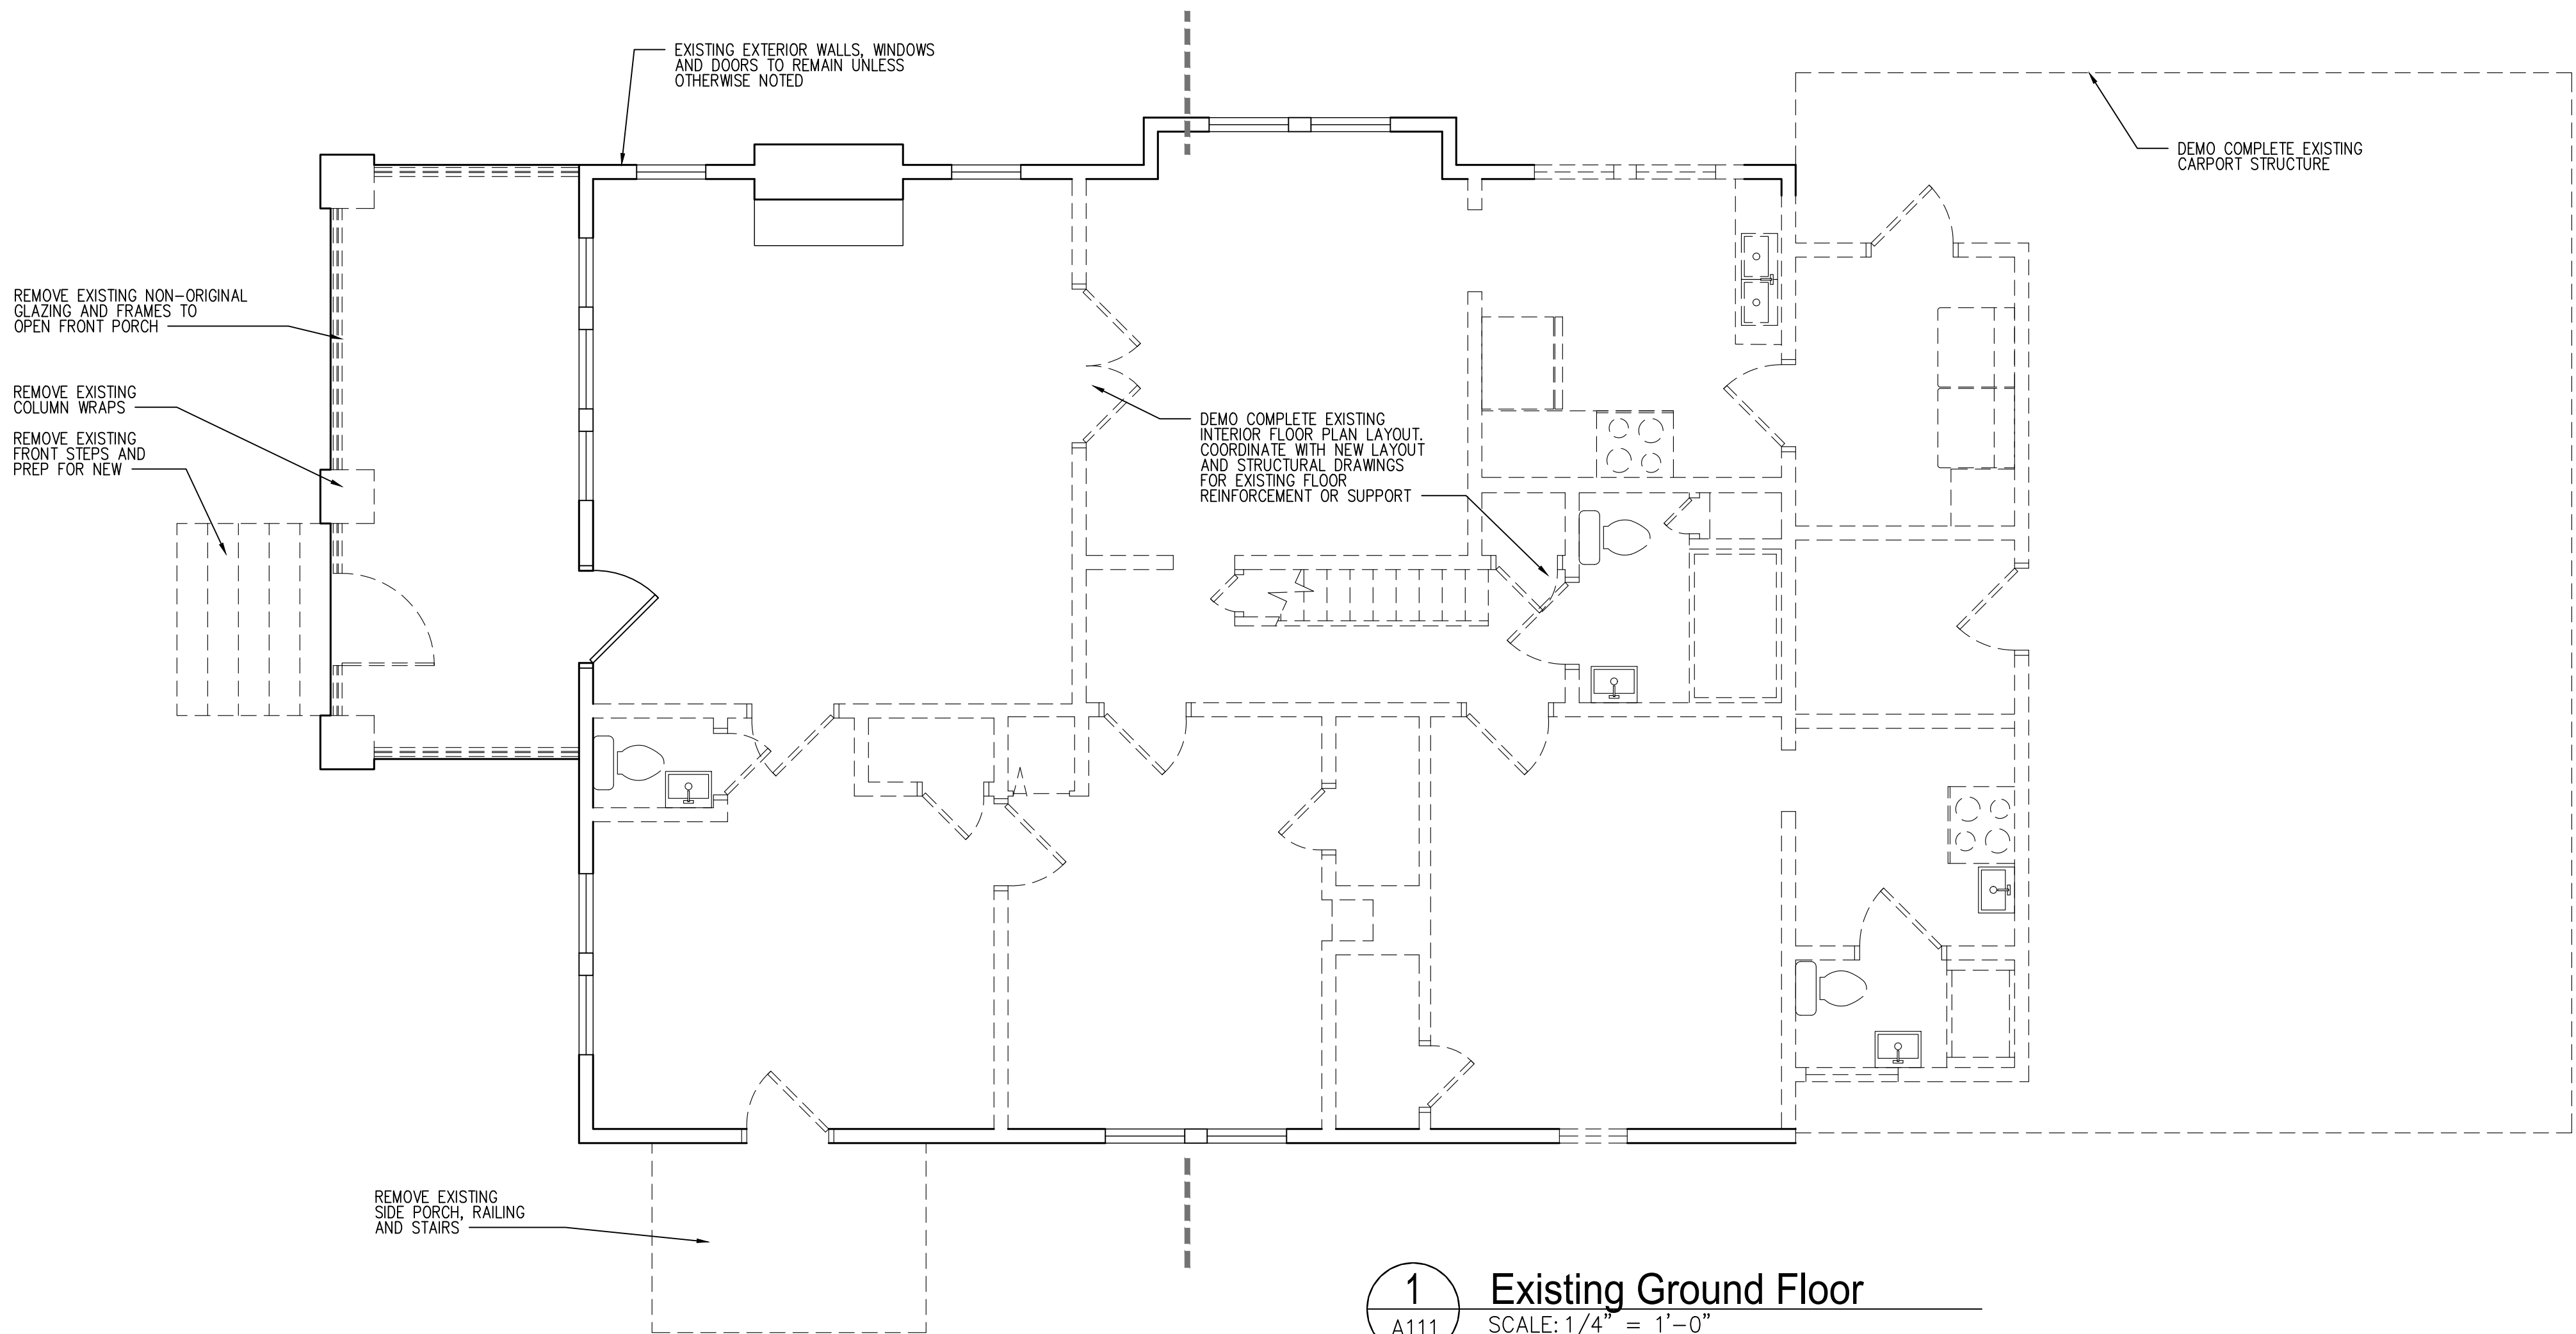 EXISTING EXTERIOR WALLS, WINDOWS
AND DOORS TO REMAIN UNLESS
OTHERWISE NOTED
DEMO COMPLETE EXISTING
CARPORT STRUCTURE
REMOVE EXISTING NON-ORIGINAL
GLAZING AND FRAMES TO
OPEN FRONT PORCH
REMOVE EXISTING
COLUMN WRAPS
REMOVE EXISTING
FRONT STEPS AND
PREP FOR NEW
DEMO COMPLETE EXISTING
INTERIOR FLOOR PLAN LAYOUT.
COORDINATE WITH NEW LAYOUT
AND STRUCTURAL DRAWINGS
FOR EXISTING FLOOR
REINFORCEMENT OR SUPPORT
REMOVE EXISTING
SIDE PORCH, RAILING
AND STAIRS
1
A111
Existing Ground Floor
SCALE: 1/4" = 1'-0"